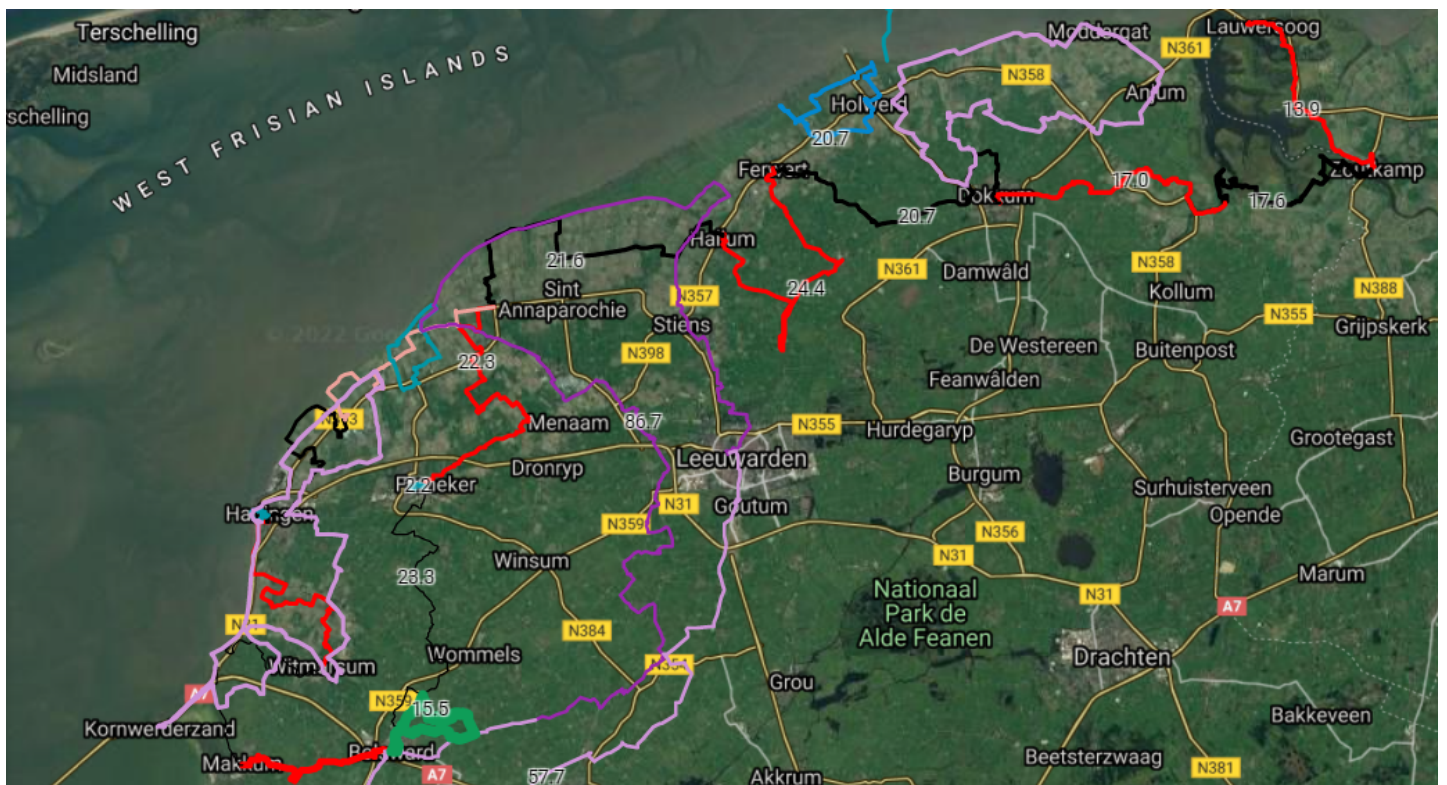 Terschelling
Midsland
schelling
WEST FRISIAN ISLANDS
Moddergat
Lauwersoog
N361
N358
Holwerd
Anjum
13.9
20.7
Ferwert
Zoutkamp
17.0
Dokkum
17.6
20.7
Hallum
21.6
N361
Damwâld
N358
Sint
Annaparochie
24.4
N357
Kollum
N388
N355
Grijpskerk
Stiens
© 2022 Goo
N398
De Westereen
Buitenpost
22.3
Feanwâlden
Menaam
86.7
N355
Hurdegaryp
Grootegast
Leeuwarden
Dronryp
Burgum
Surhuisterveen
2.2
N31
Goutum
Opende
Harlingen
N359
N356
N31
Winsum
Marum
23.3
Nationaal
Park de
Alde Feanen
N31
A7
N384
Drachten
Wommels
Witmarsum
N354
Grou
A7
N359
15.5
Bakkeveen
Kornwerderzand
Makkum
Bolsward
Beetsterzwaag
A7
57.7
Akkrum
N381